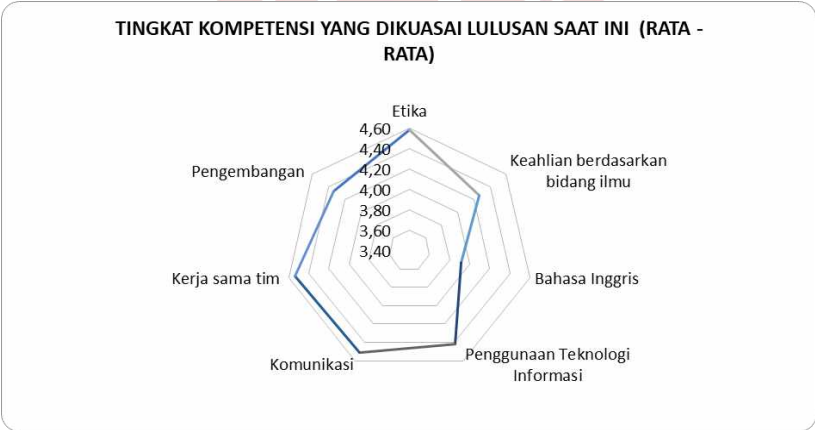 TINGKAT KOMPETENSI YANG DIKUASAI LULUSAN SAAT INI (RATA -
RATA)
Etika
4,60
4,40
4,20
4,00
3,80
3,60
3,40
Keahlian berdasarkan
bidang ilmu
Bahasa Inggris
Penggunaan Teknologi
Informasi
Komunikasi
Kerja sama tim
Pengembangan